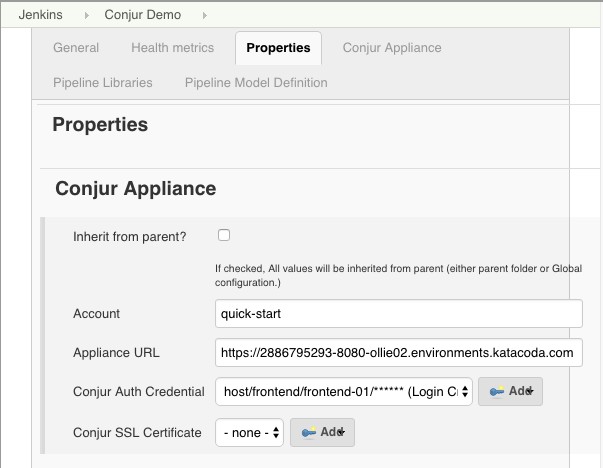 Jenkins Conjur Demo
General Health metrics Properties Conjur Appliance
Pipeline Libraries Pipeline Model Definition
Properties
Conjur Appliance
Inherit from parent?
If checked, All values will be inherited from parent (either parent folder or Global
configuration.)
Account quick-start
Appliance URL https://2886795293-8080-ollie02.environments.katacoda.com
Conjur Auth Credential host/frontend/frontend-01/****** (Login C Add
Conjur SSL Certificate - none - Add